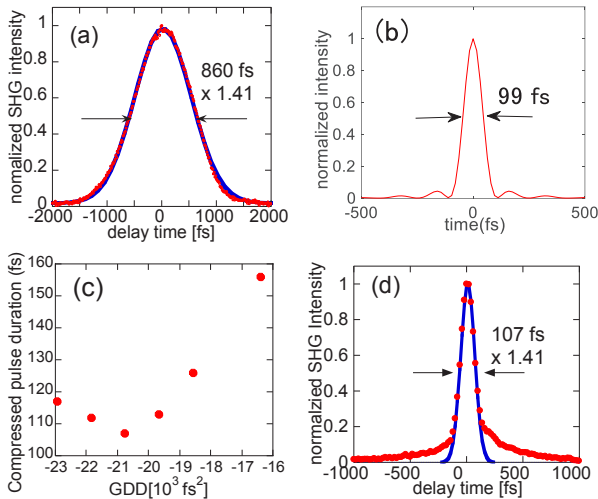 (a)
nomalized SHG intensity
1
0.8
0.6
0.4
0.2
0
860 fs
x 1.41
-2000 -1000 0 1000 2000
delay time [fs]
(b)
normalized intensity
1
0.8
0.6
0.4
0.2
0
99 fs
-500 0 500
time(fs)
(c)
Compressed pulse duration (fs)
160
150
140
130
120
110
100
-23 -22 -21 -20 -19 -18 -17 -16
GDD[10³ fs²]
(d)
normalzied SHG Intensity
1
0.8
0.6
0.4
0.2
0
107 fs
x 1.41
-1000 -500 0 500 1000
delay time [fs]